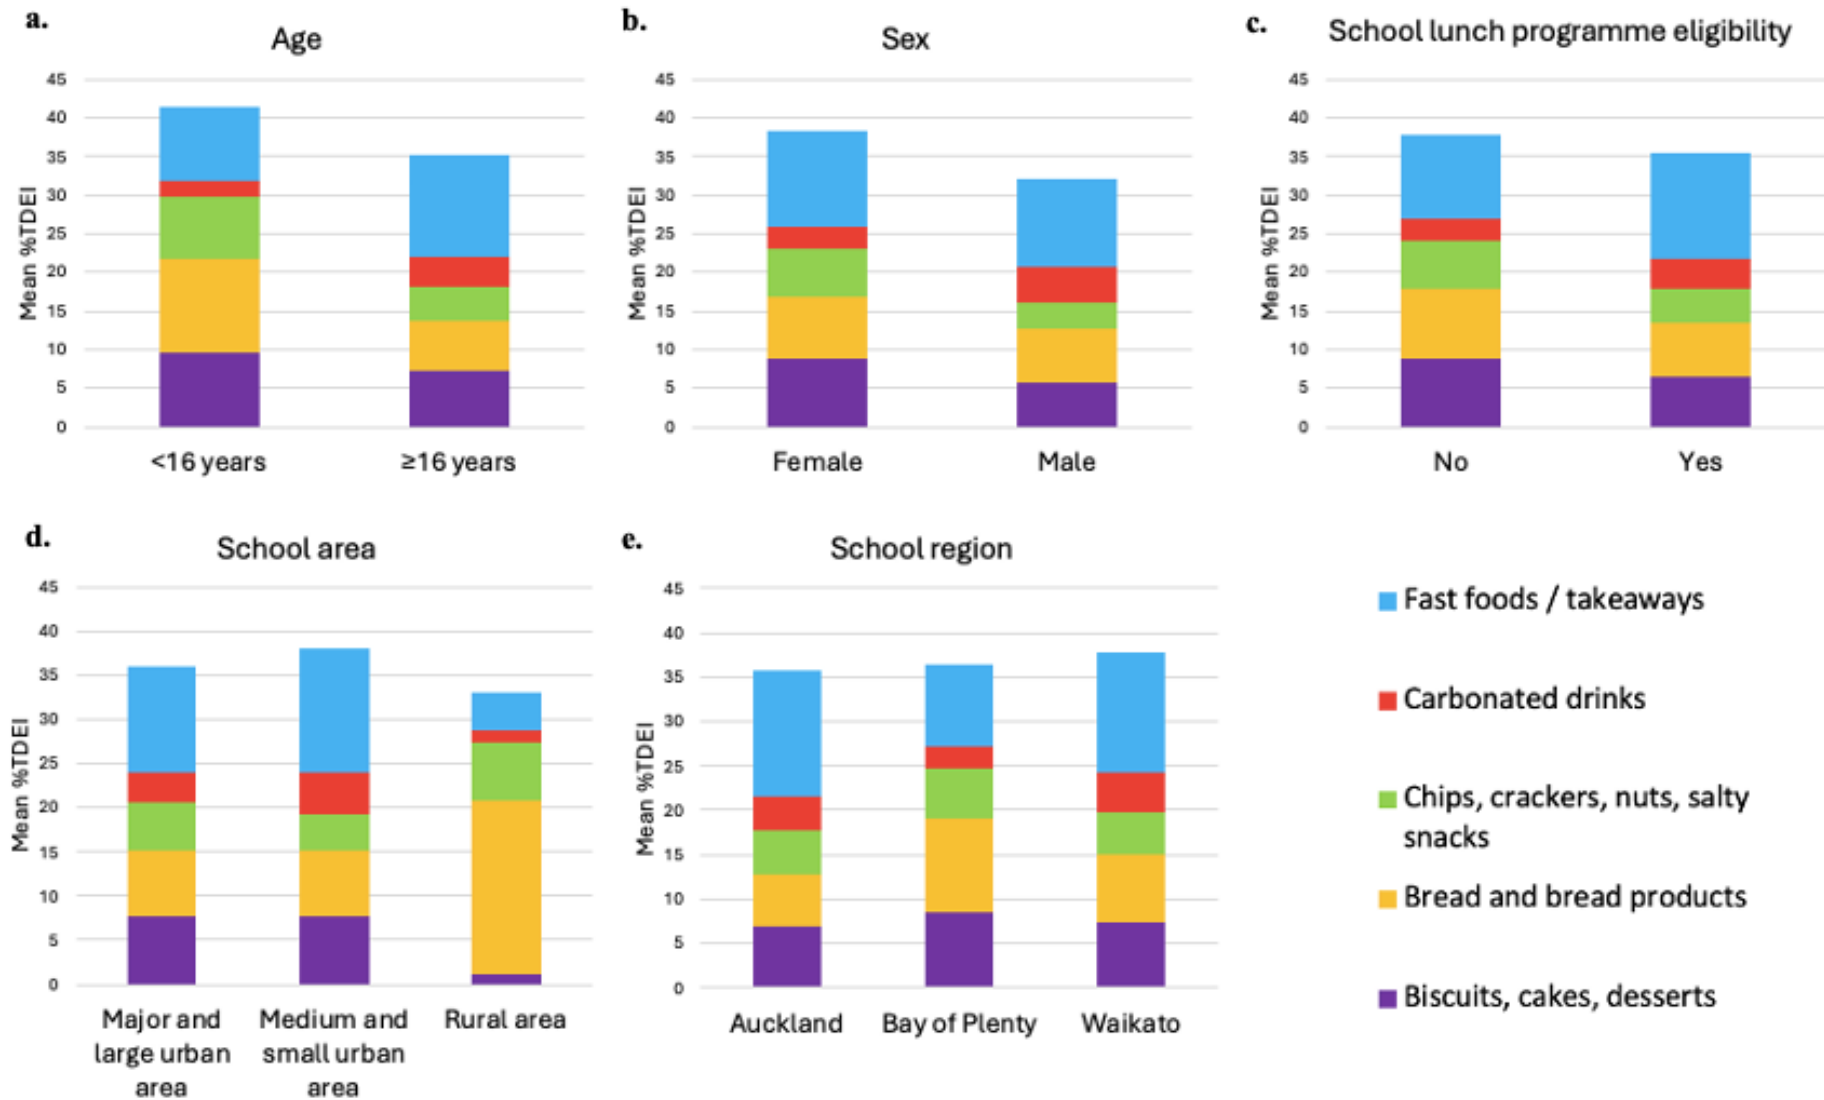 a.
Age
45
40
35
30
25
20
15
10
5
0
Mean %TDEI
<16 years
≥16 years
b.
Sex
45
40
35
30
25
20
15
10
5
0
Mean %TDEI
Female
Male
c.
School lunch programme eligibility
45
40
35
30
25
20
15
10
5
0
Mean %TDEI
No
Yes
d.
School area
45
40
35
30
25
20
15
10
5
0
Mean %TDEI
Major and
large urban
area
Medium and
small urban
area
Rural area
e.
School region
45
40
35
30
25
20
15
10
5
0
Mean %TDEI
Auckland
Bay of Plenty
Waikato
Fast foods / takeaways
Carbonated drinks
Chips, crackers, nuts, salty
snacks
Bread and bread products
Biscuits, cakes, desserts